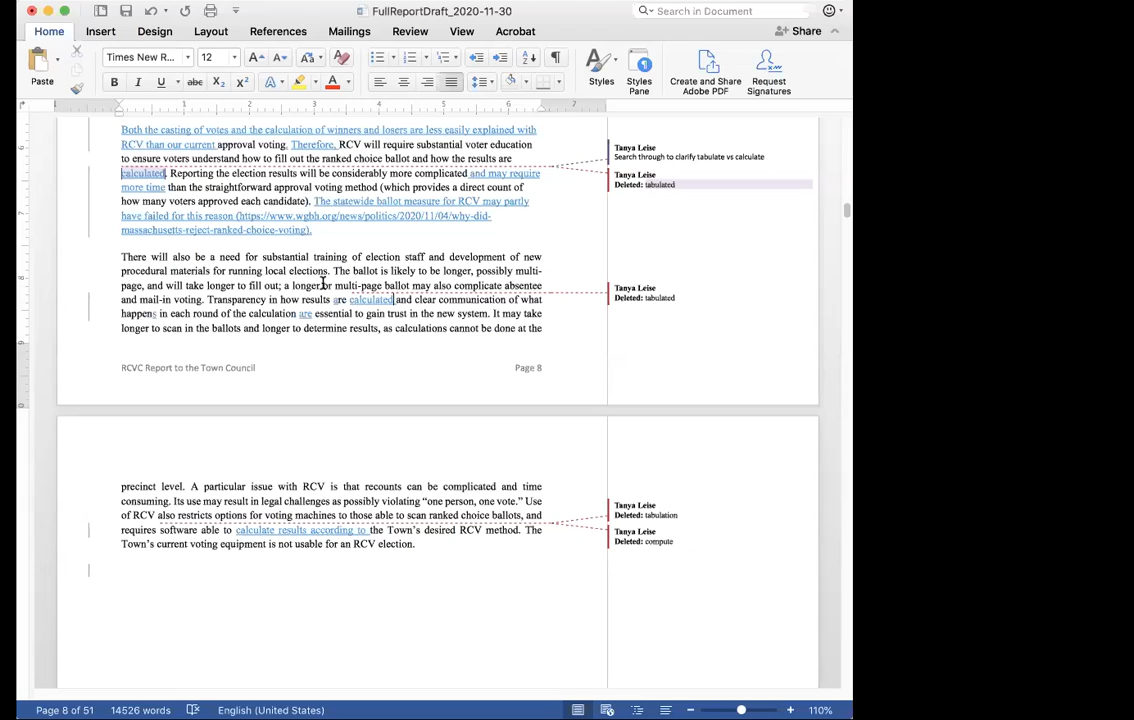 FullReportDraft_2020-11-30
Search in Document
Home Insert Design Layout References Mailings Review View Acrobat
Share
Paste
Times New R... 12
B I U abc X2 X2 A A
Styles
Styles Pane
Create and Share Adobe PDF
Request Signatures
1 2 3 4 5 6 7
Both the casting of votes and the calculation of winners and losers are less easily explained with
RCV than our current approval voting. Therefore, RCV will require substantial voter education
to ensure voters understand how to fill out the ranked choice ballot and how the results are
calculated. Reporting the election results will be considerably more complicated and may require
more time than the straightforward approval voting method (which provides a direct count of
how many voters approved each candidate). The statewide ballot measure for RCV may partly
have failed for this reason (https://www.wgbh.org/news/politics/2020/11/04/why-did-
massachusetts-reject-ranked-choice-voting).
There will also be a need for substantial training of election staff and development of new
procedural materials for running local elections. The ballot is likely to be longer, possibly multi-
page, and will take longer to fill out; a longer or multi-page ballot may also complicate absentee
and mail-in voting. Transparency in how results are calculated and clear communication of what
happens in each round of the calculation are essential to gain trust in the new system. It may take
longer to scan in the ballots and longer to determine results, as calculations cannot be done at the
RCVC Report to the Town Council Page 8
Tanya Leise
Search through to clarify tabulate vs calculate
Tanya Leise
Deleted: tabulated
Tanya Leise
Deleted: tabulated
precinct level. A particular issue with RCV is that recounts can be complicated and time
consuming. Its use may result in legal challenges as possibly violating “one person, one vote.” Use
of RCV also restricts options for voting machines to those able to scan ranked choice ballots, and
requires software able to calculate results according to the Town’s desired RCV method. The
Town’s current voting equipment is not usable for an RCV election.
Tanya Leise
Deleted: tabulation
Tanya Leise
Deleted: compute
Page 8 of 51 14526 words English (United States) 110%